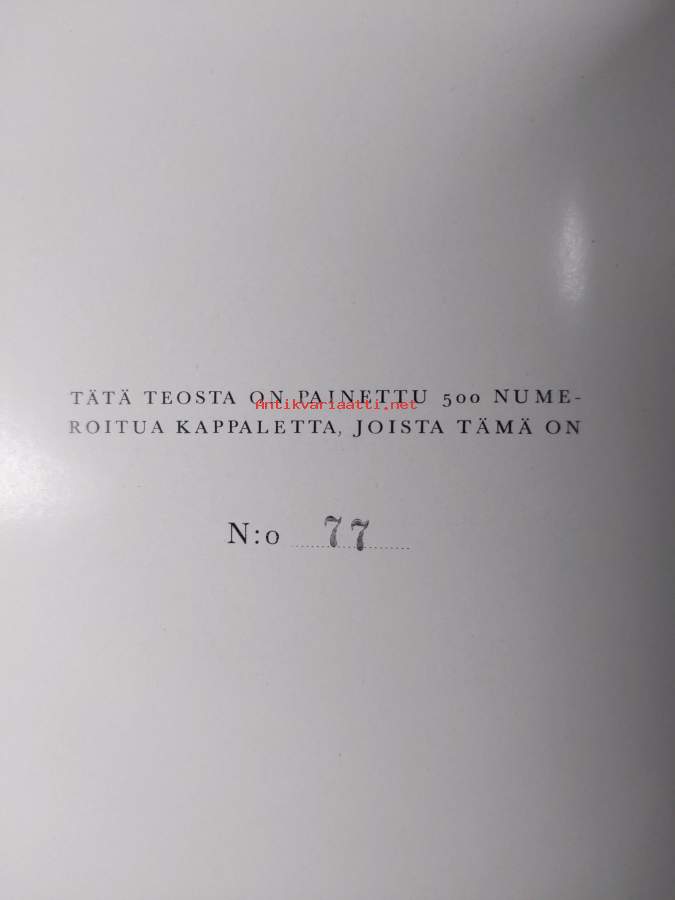 TÄTÄ TEOSTA ON PAINETTU 500 NUME-
Antikvariaatti.net
ROITUA KAPPALETTA, JOISTA TÄMÄ ON
N:o 77